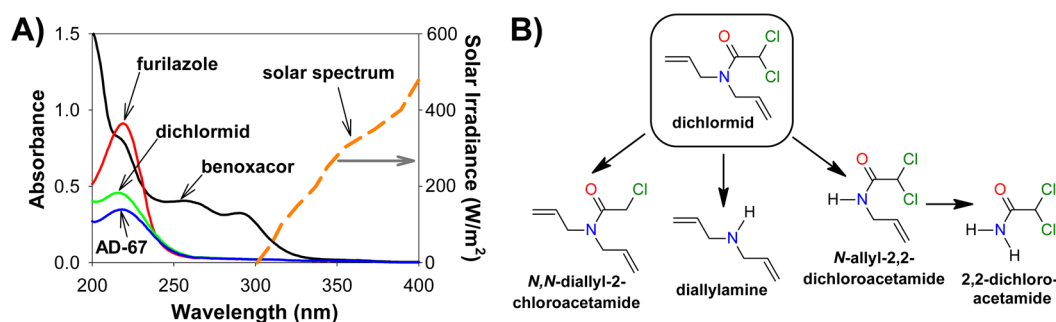 A)
1.5
1.0
0.5
0.0
Absorbance
200
250
300
350
400
Wavelength (nm)
600
400
200
0
Solar Irradiance (W/m²)
furilazole
dichlormid
benoxacor
AD-67
solar spectrum
B)
O
Cl
N
Cl
dichlormid
O
Cl
N
N,N-diallyl-2-
chloroacetamide
H
N
diallylamine
O
Cl
H
N
Cl
N-allyl-2,2-
dichloroacetamide
O
Cl
H
N
Cl
H
2,2-dichloro-
acetamide